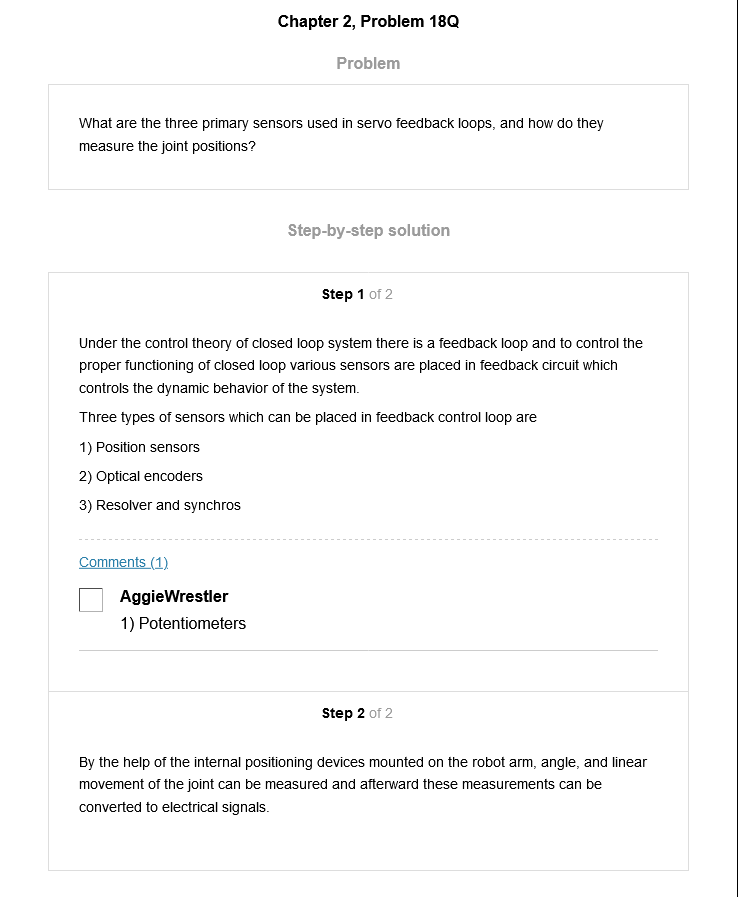 Chapter 2, Problem 18Q
Problem
What are the three primary sensors used in servo feedback loops, and how do they
measure the joint positions?
Step-by-step solution
Step 1 of 2
Under the control theory of closed loop system there is a feedback loop and to control the
proper functioning of closed loop various sensors are placed in feedback circuit which
controls the dynamic behavior of the system.
Three types of sensors which can be placed in feedback control loop are
1) Position sensors
2) Optical encoders
3) Resolver and synchros
Comments (1)
AggieWrestler
1) Potentiometers
Step 2 of 2
By the help of the internal positioning devices mounted on the robot arm, angle, and linear
movement of the joint can be measured and afterward these measurements can be
converted to electrical signals.